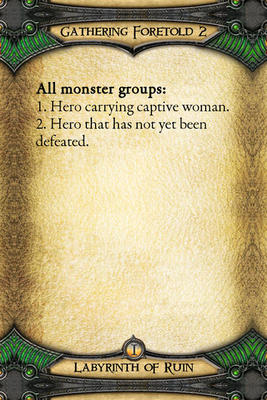 Gathering Foretold 2
All monster groups:
1. Hero carrying captive woman.
2. Hero that has not yet been
defeated.
1
Labyrinth of Ruin